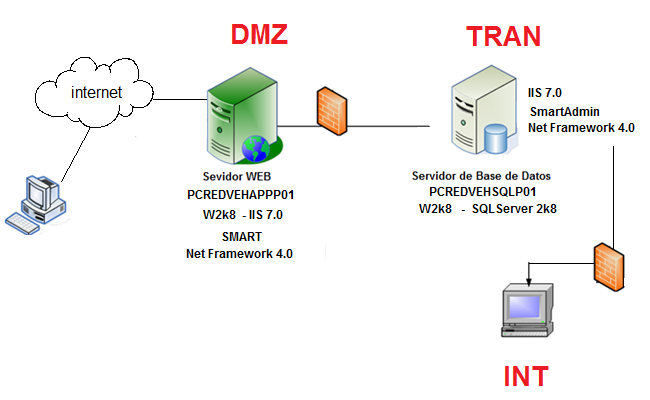 DMZ
TRAN
internet
IIS 7.0
SmartAdmin
Net Framework 4.0
Sevidor WEB
PCREDVEHAPPP01
W2k8 - IIS 7.0
SMART
Net Framework 4.0
Servidor de Base de Datos
PCREDVEHSQLP01
W2k8 - SQLServer 2k8
INT